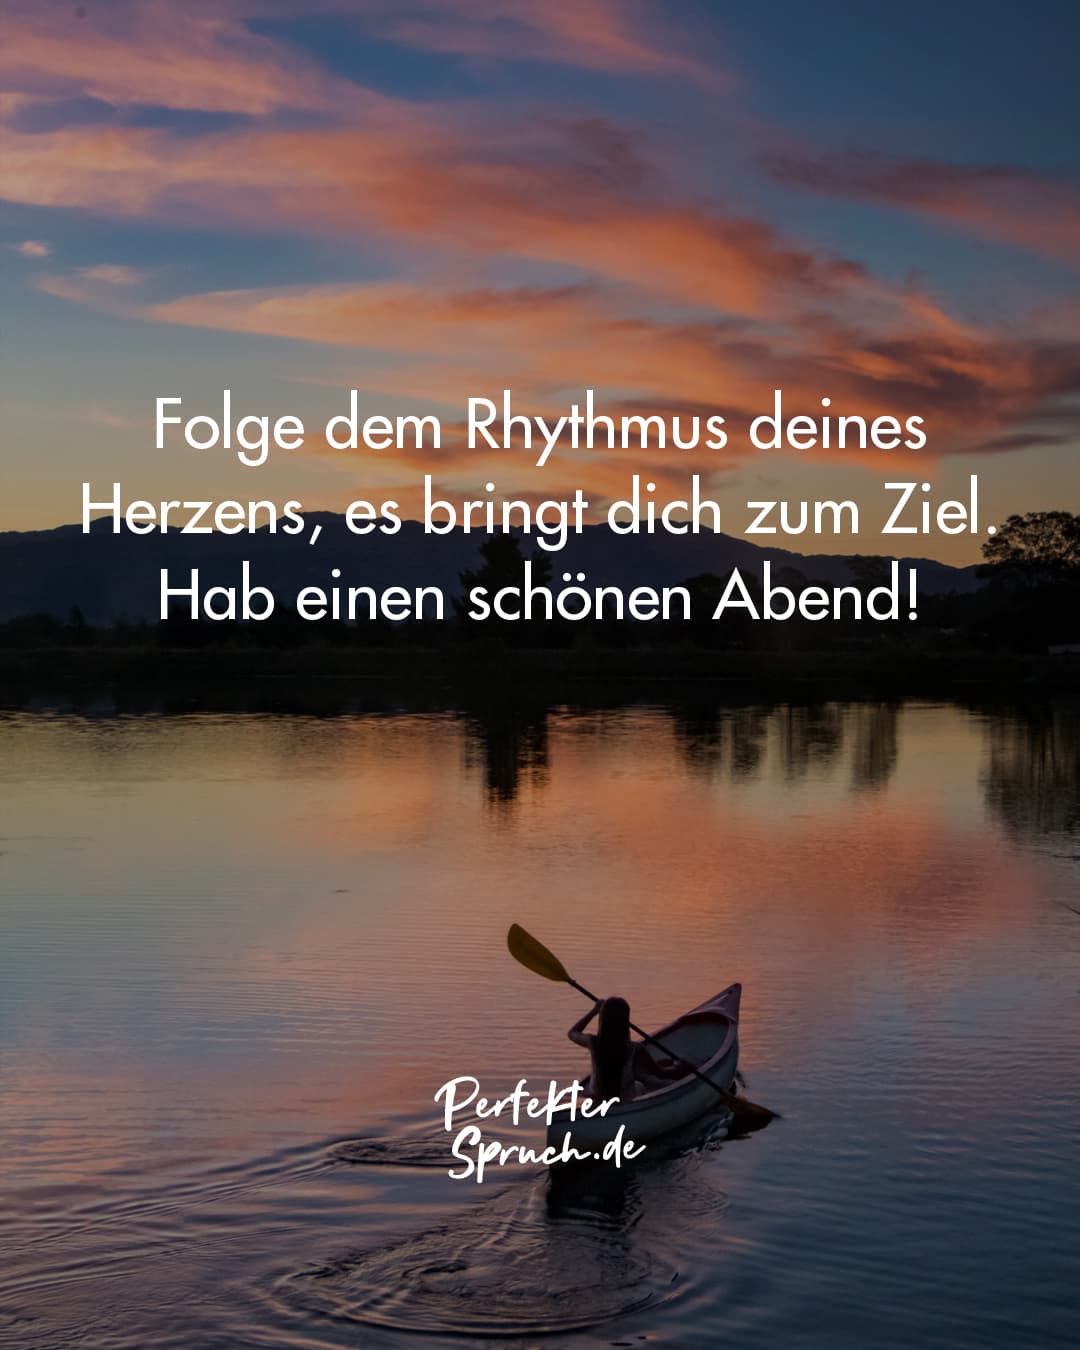 Folge dem Rhythmus deines
Herzens, es bringt dich zum Ziel.
Hab einen schönen Abend!
Perfekter
Spruch.de